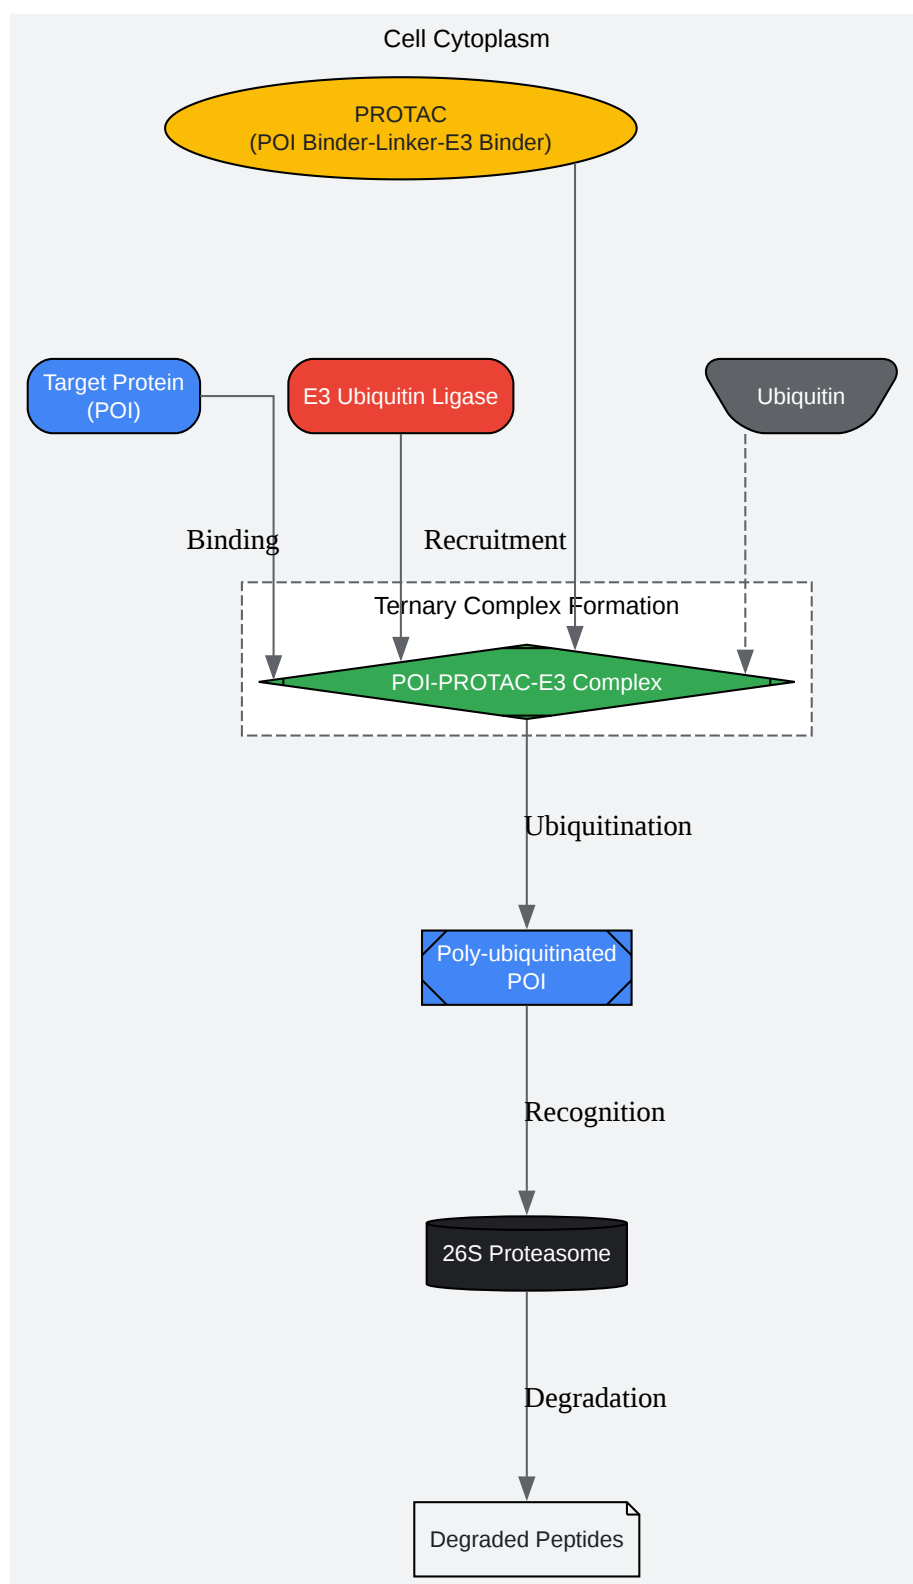 Cell Cytoplasm
PROTAC
(POI Binder-Linker-E3 Binder)
Target Protein
(POI)
E3 Ubiquitin Ligase
Ubiquitin
Binding
Recruitment
Ternary Complex Formation
POI-PROTAC-E3 Complex
Ubiquitination
Poly-ubiquitinated
POI
Recognition
26S Proteasome
Degradation
Degraded Peptides